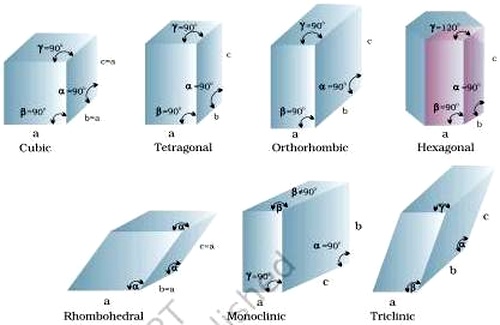 γ=90°
c=a
α=90°
β=90°
b=a
a
Cubic
γ=90°
c
α=90°
β=90°
b
a
Tetragonal
γ=90°
c
α=90°
β=90°
b
a
Orthorhombic
γ=120°
c
α=90°
β=90°
b
a
Hexagonal
α
c=a
α
α
b=a
a
Rhombohedral
β≠90°
β
b
α=90°
γ=90°
c
a
Monoclinic
γ
c
α
b
β
a
Triclinic